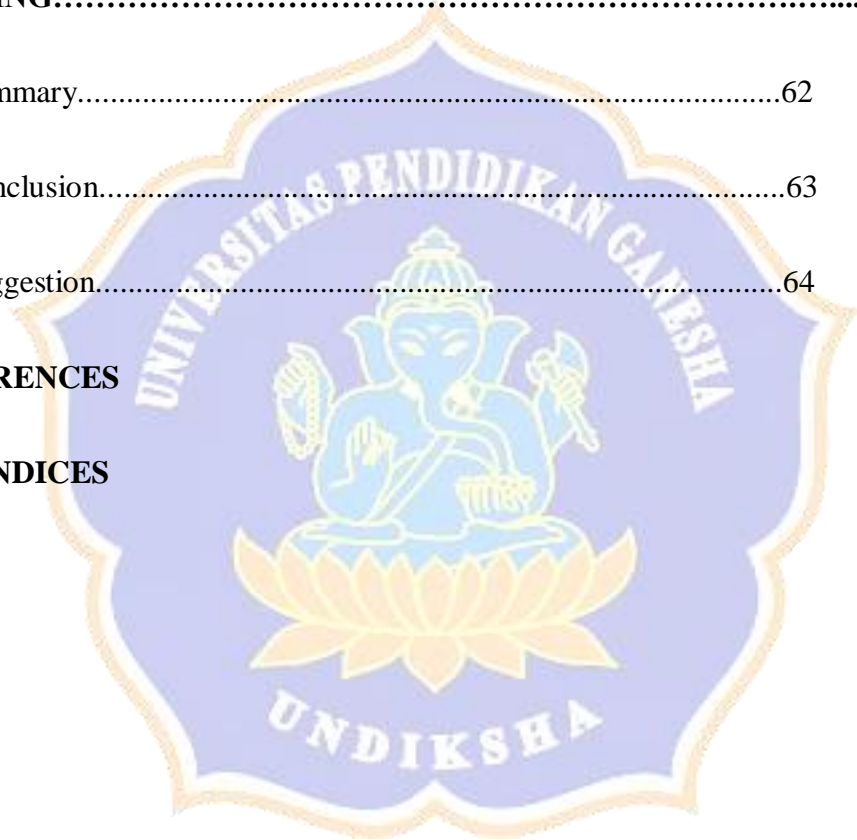 ING.................................................................................
mmary.....................................................................................62
nclusion...................................................................................63
ggestion...................................................................................64
RENCES
NDICES
UNIVERSITAS PENDIDIKAN GANESHA
UNDIKSHA